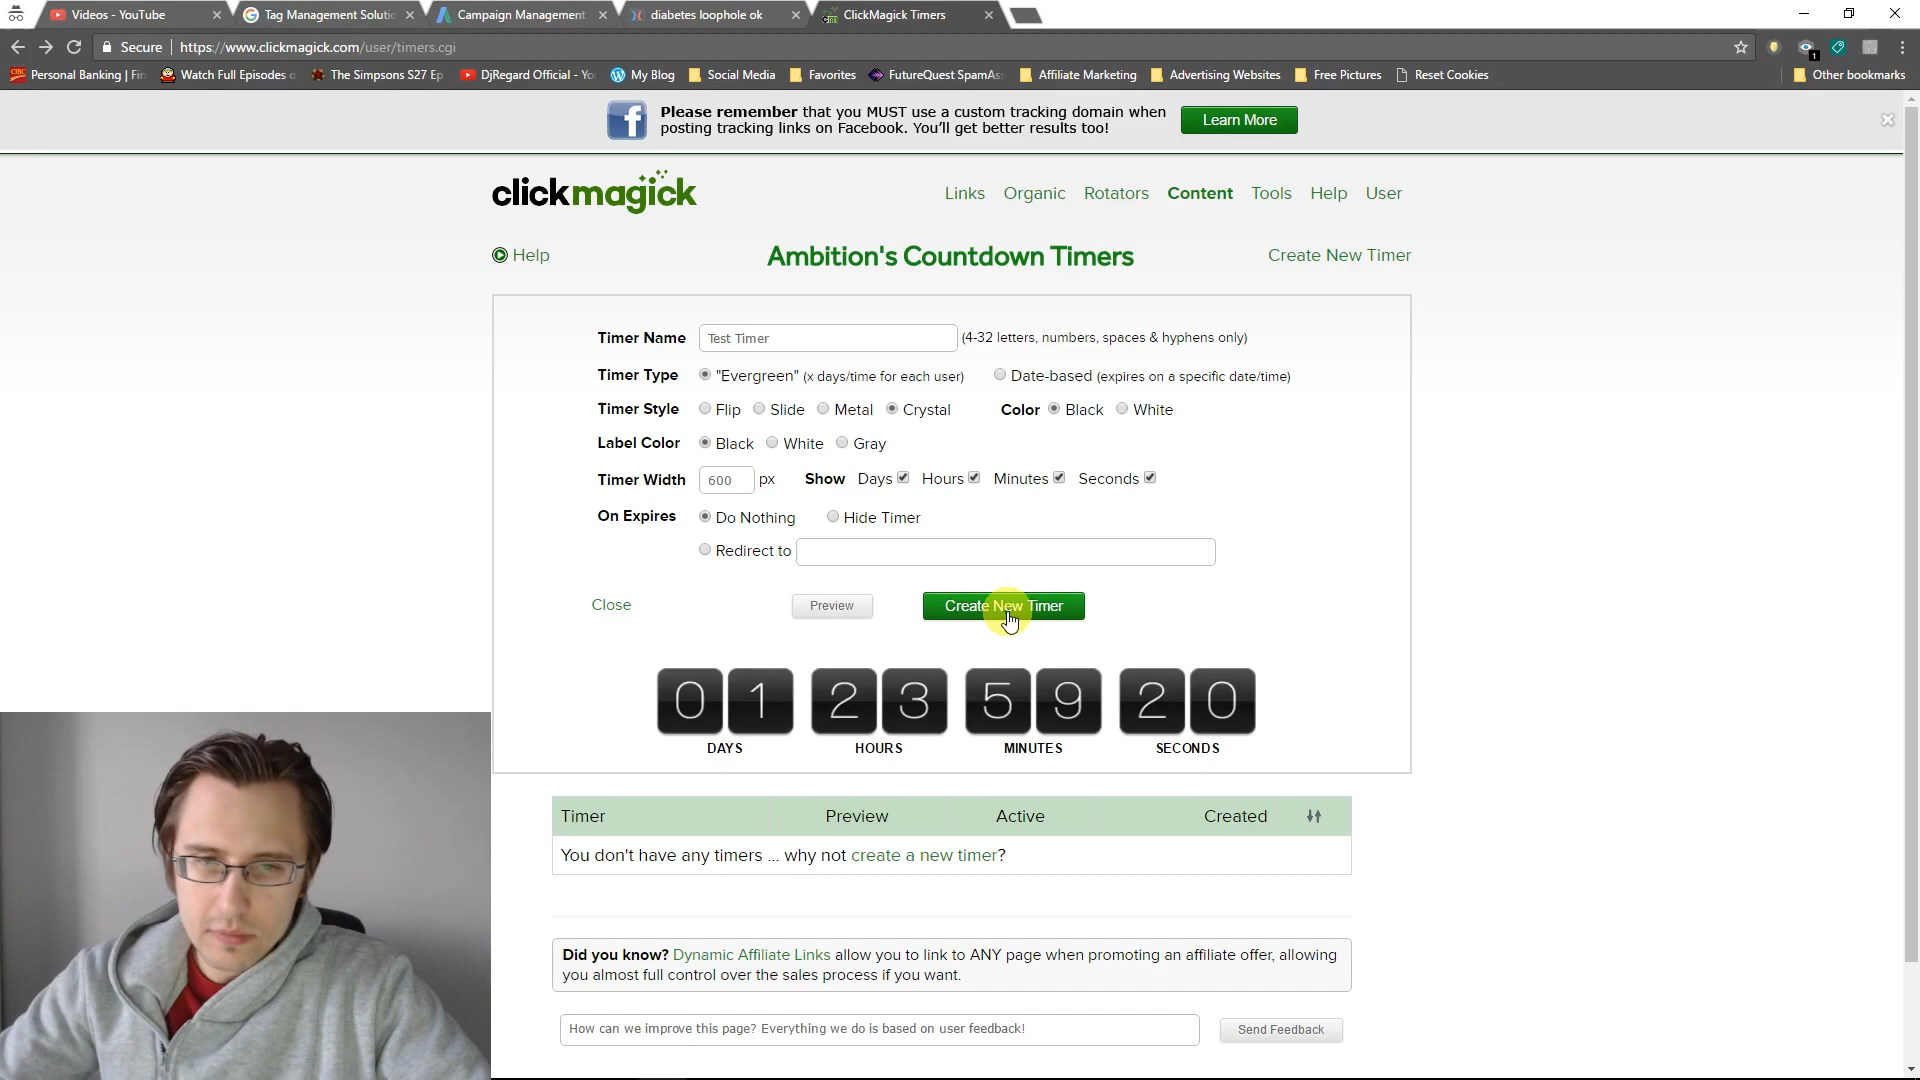 Videos - YouTube
Tag Management Solutio
Campaign Management
diabetes loophole ok
ClickMagick Timers
Secure https://www.clickmagick.com/user/timers.cgi
1
CIBC Personal Banking | Fin
Watch Full Episodes o
The Simpsons S27 Ep
DjRegard Official - Yo
My Blog
Social Media
Favorites
FutureQuest SpamAs
Affiliate Marketing
Advertising Websites
Free Pictures
Reset Cookies
Other bookmarks
Please remember that you MUST use a custom tracking domain when
posting tracking links on Facebook. You'll get better results too!
Learn More
clickmagick
Links Organic Rotators Content Tools Help User
Help
Ambition's Countdown Timers
Create New Timer
Timer Name Test Timer (4-32 letters, numbers, spaces & hyphens only)
Timer Type "Evergreen" (x days/time for each user) Date-based (expires on a specific date/time)
Timer Style Flip Slide Metal Crystal Color Black White
Label Color Black White Gray
Timer Width 600 px Show Days Hours Minutes Seconds
On Expires Do Nothing Hide Timer
Redirect to
Close Preview Create New Timer
01 23 59 20
DAYS HOURS MINUTES SECONDS
Timer Preview Active Created
You don't have any timers ... why not create a new timer?
Did you know? Dynamic Affiliate Links allow you to link to ANY page when promoting an affiliate offer, allowing
you almost full control over the sales process if you want.
How can we improve this page? Everything we do is based on user feedback!
Send Feedback